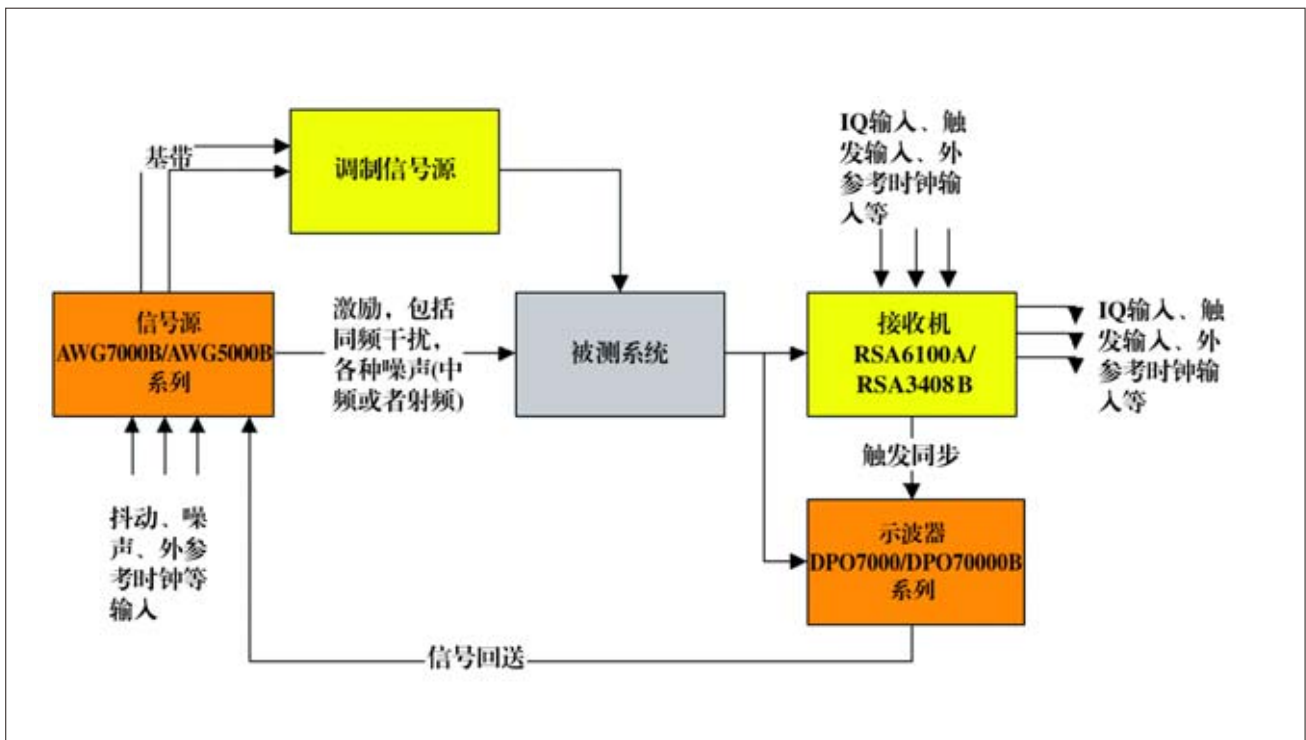 基带
调制信号源
IQ输入、触
发输入、外
参考时钟输
入等
信号源
AWG7000B/AWG5000B
系列
激励，包括
同频干扰，
各种噪声(中
频或者射频)
被测系统
接收机
RSA6100A/
RSA3408B
IQ输入、触
发输入、外
参考时钟输
入等
触发同步
抖动、噪
声、外参
考时钟等
输入
示波器
DPO7000/DPO70000B
系列
信号回送